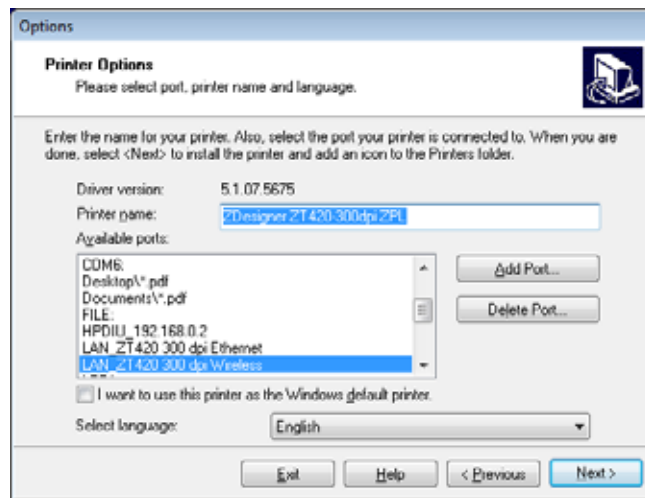 Options
Printer Options
Please select port, printer name and language.
Enter the name for your printer. Also, select the port your printer is connected to. When you are
done, select <Next> to install the printer and add an icon to the Printers folder.
Driver version: 5.1.07.5675
Printer name: ZDesigner ZT420-300dpi ZPL
Available ports:
COM6:
Desktop\*.pdf
Documents\*.pdf
FILE:
HPDIU_192.168.0.2
LAN_ZT420 300 dpi Ethernet
LAN_ZT420 300 dpi Wireless
Add Port...
Delete Port...
I want to use this printer as the Windows default printer.
Select language: English
Exit Help < Previous Next >